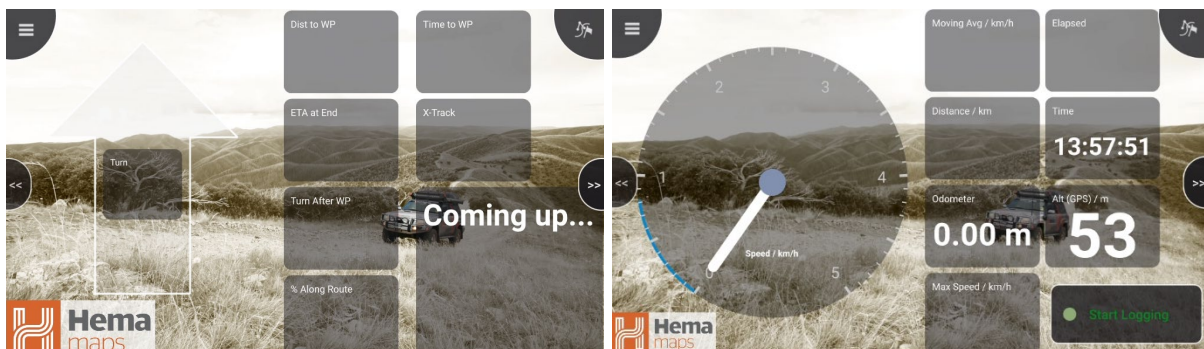 Dist to WP
Time to WP
ETA at End
X-Track
Turn
Turn After WP
<<
>>
Coming up...
% Along Route
Hema
maps
Moving Avg / km/h
Elapsed
2
3
Distance / km
Time
13:57:51
<<
1
4
>>
Odometer
Alt (GPS) / m
0.00 m
53
Speed / km/h
0
5
Max Speed / km/h
Start Logging
Hema
maps